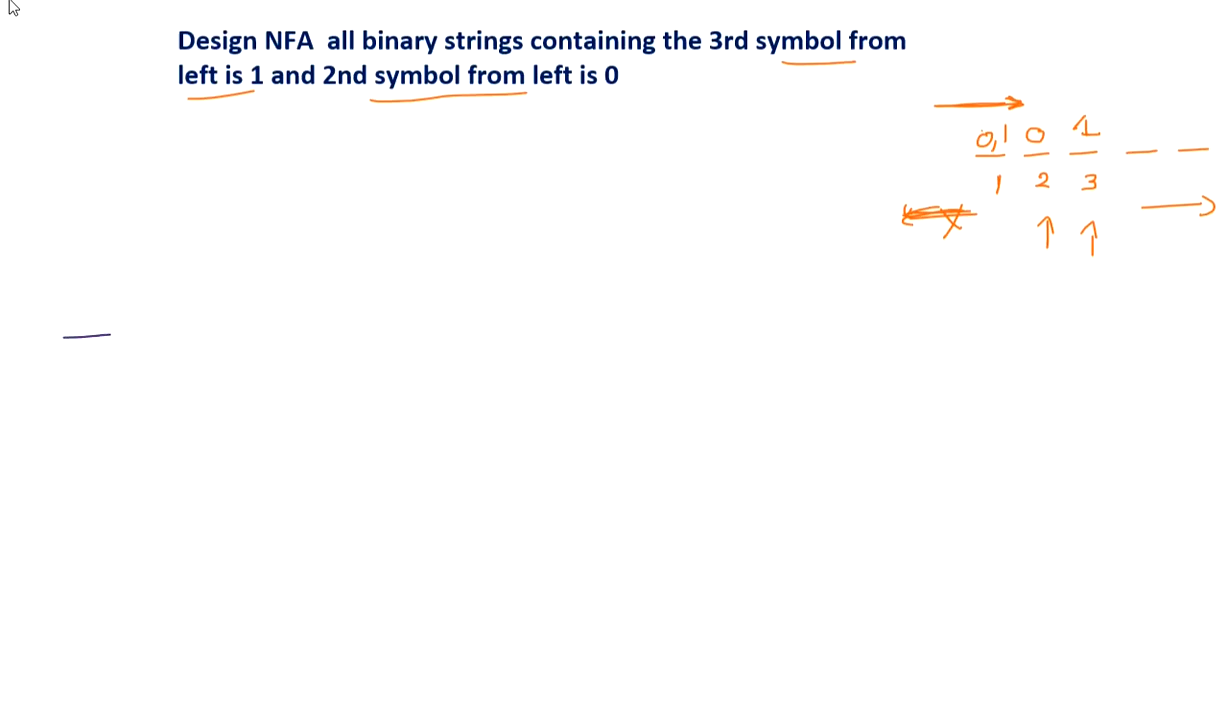 Design NFA all binary strings containing the 3rd symbol from
left is 1 and 2nd symbol from left is 0
0,1 0 1
1 2 3